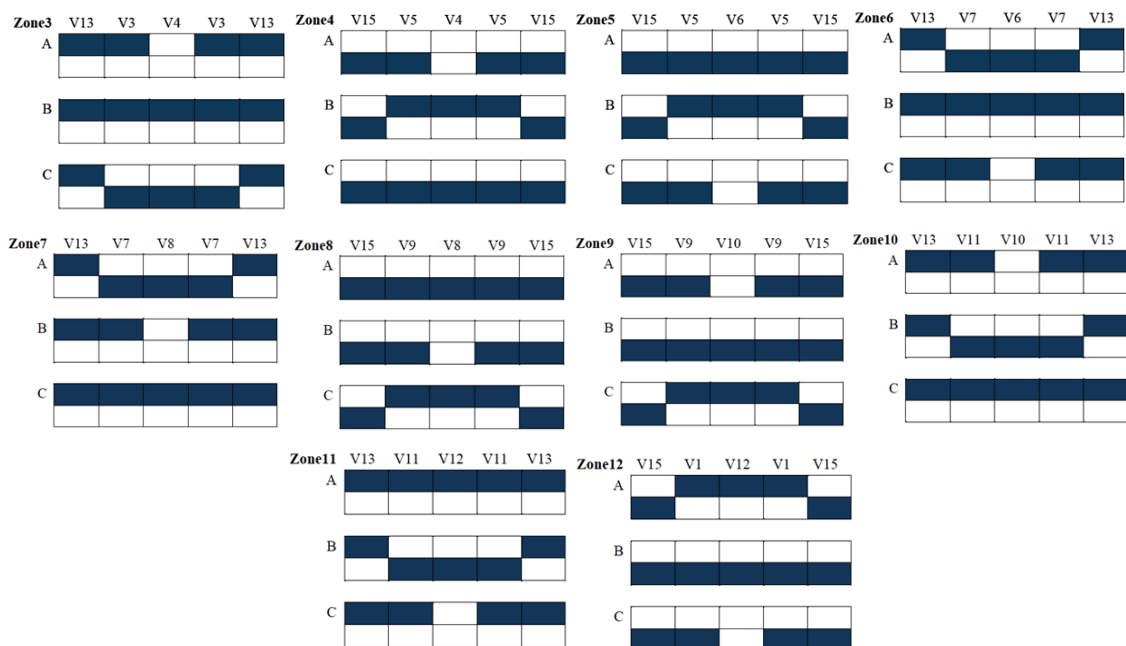 Zone3 V13 V3 V4 V3 V13
A
B
C
Zone4 V15 V5 V4 V5 V15
A
B
C
Zone5 V15 V5 V6 V5 V15
A
B
C
Zone6 V13 V7 V6 V7 V13
A
B
C
Zone7 V13 V7 V8 V7 V13
A
B
C
Zone8 V15 V9 V8 V9 V15
A
B
C
Zone9 V15 V9 V10 V9 V15
A
B
C
Zone10 V13 V11 V10 V11 V13
A
B
C
Zone11 V13 V11 V12 V11 V13
A
B
C
Zone12 V15 V1 V12 V1 V15
A
B
C